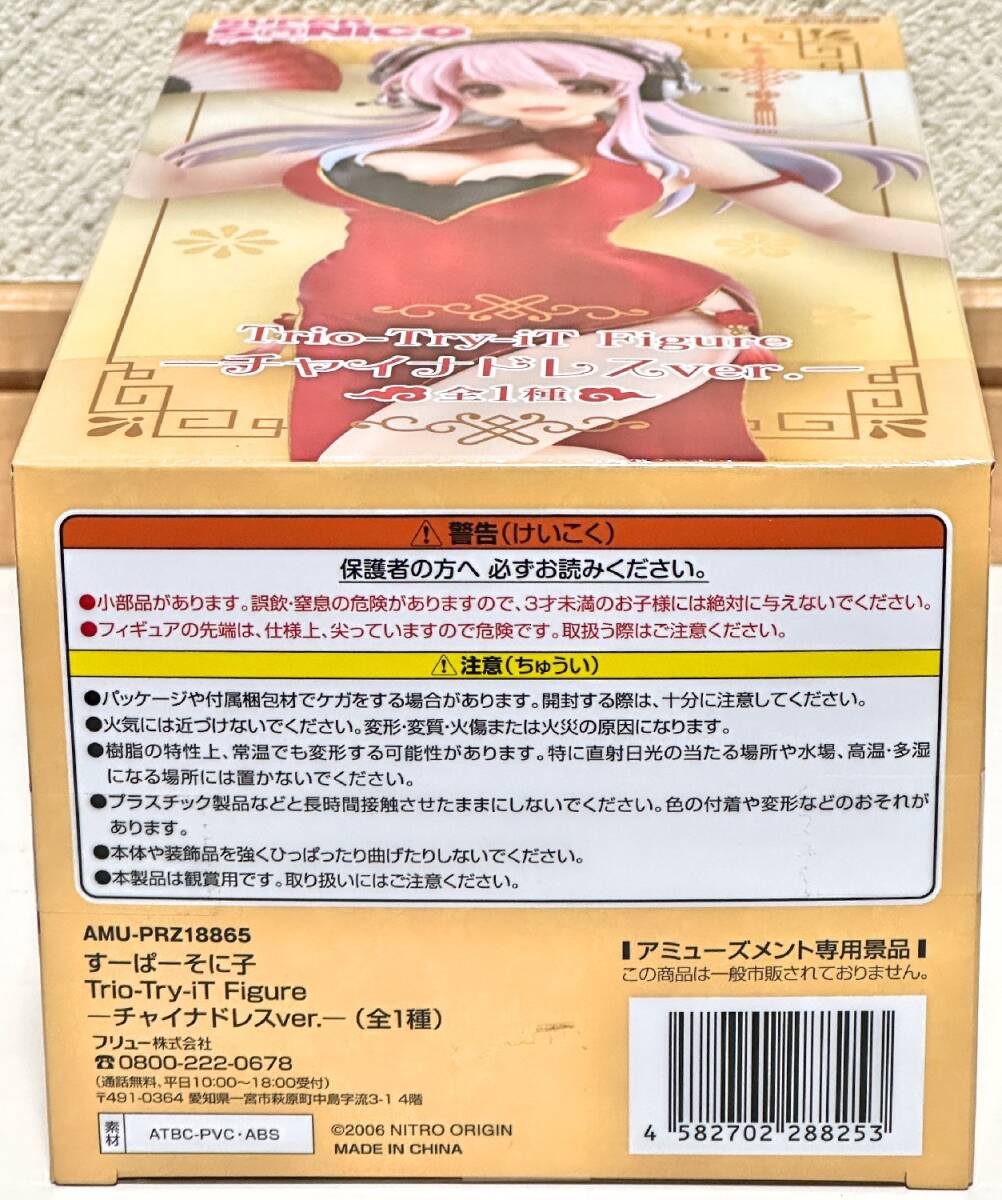 SONICO
Trio-Try-iT Figure
—チャイナドレスver.—
全1種
警告(けいこく)
保護者の方へ 必ずお読みください。
●小部品があります。誤飲・窒息の危険がありますので、3才未満のお子様には絶対に与えないでください。
●フィギュアの先端は、仕様上、尖っていますので危険です。取扱う際はご注意ください。
注意(ちゅうい)
●パッケージや付属梱包材でケガをする場合があります。開封する際は、十分に注意してください。
●火気には近づけないでください。変形・変質・火傷または火災の原因になります。
●樹脂の特性上、常温でも変形する可能性があります。特に直射日光の当たる場所や水場、高温・多湿
になる場所には置かないでください。
●プラスチック製品などと長時間接触させたままにしないでください。色の付着や変形などのおそれが
あります。
●本体や装飾品を強くひっぱったり曲げたりしないでください。
●本製品は観賞用です。取り扱いにはご注意ください。
AMU-PRZ18865
すーぱーそに子
Trio-Try-iT Figure
—チャイナドレスver.—(全1種)
フリュー株式会社
☎0800-222-0678
(通話無料、平日10:00～18:00受付)
〒491-0364 愛知県一宮市萩原町中島字流3-1 4階
素材 ATBC-PVC・ABS
©2006 NITRO ORIGIN
MADE IN CHINA
アミューズメント専用景品
この商品は一般市販されておりません。
4 582702 288253